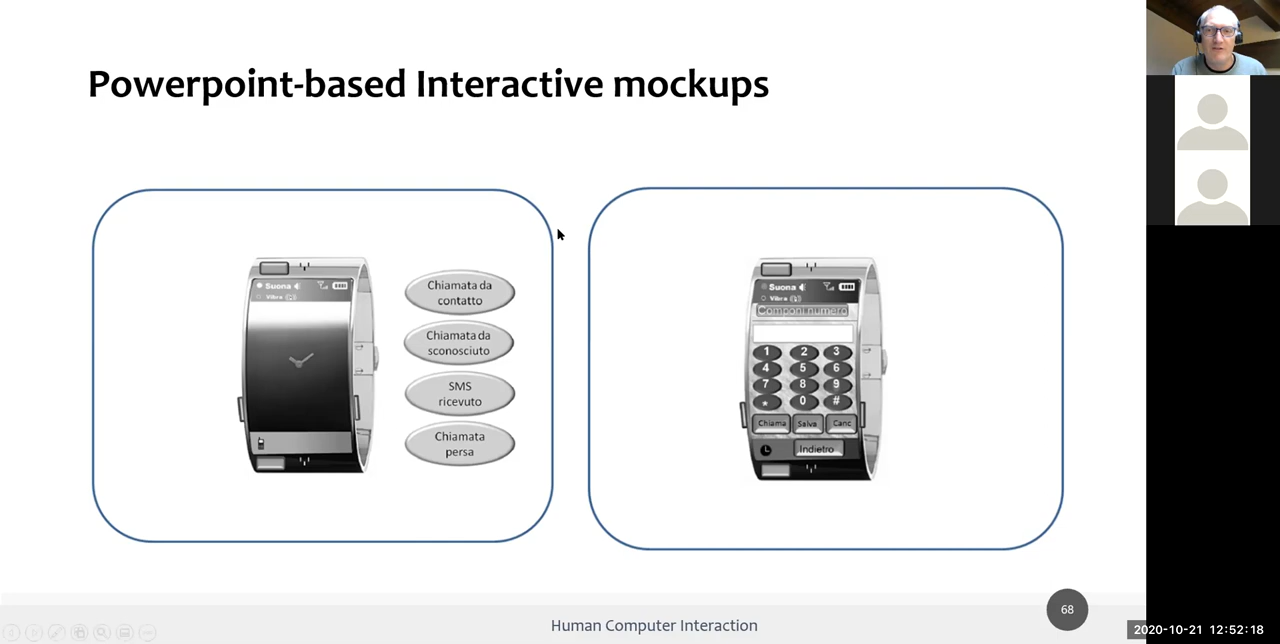 Powerpoint-based Interactive mockups
Suona
Vibra
Chiamata da
contatto
Chiamata da
sconosciuto
SMS
ricevuto
Chiamata
persa
Suona
Vibra
Componi numero
1 2 3
4 5 6
7 8 9
* 0 #
Chiama Salva Canc
Indietro
68
Human Computer Interaction
2020-10-21 12:52:18